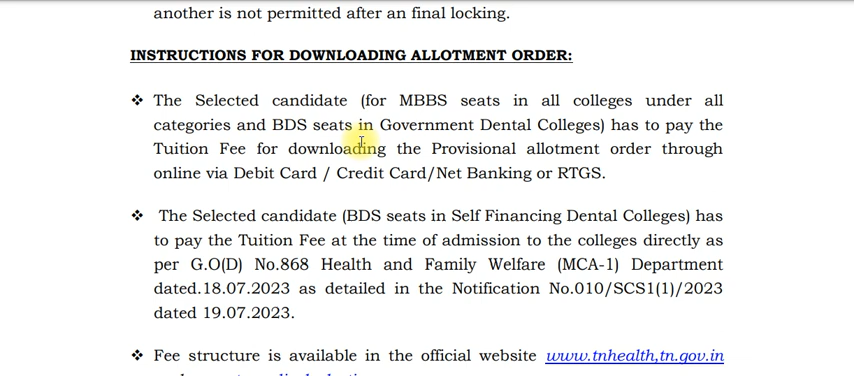 another is not permitted after an final locking.
INSTRUCTIONS FOR DOWNLOADING ALLOTMENT ORDER:
❖ The Selected candidate (for MBBS seats in all colleges under all
categories and BDS seats in Government Dental Colleges) has to pay the
Tuition Fee for downloading the Provisional allotment order through
online via Debit Card / Credit Card/Net Banking or RTGS.
❖ The Selected candidate (BDS seats in Self Financing Dental Colleges) has
to pay the Tuition Fee at the time of admission to the colleges directly as
per G.O(D) No.868 Health and Family Welfare (MCA-1) Department
dated.18.07.2023 as detailed in the Notification No.010/SCS1(1)/2023
dated 19.07.2023.
❖ Fee structure is available in the official website www.tnhealth,tn.gov.in